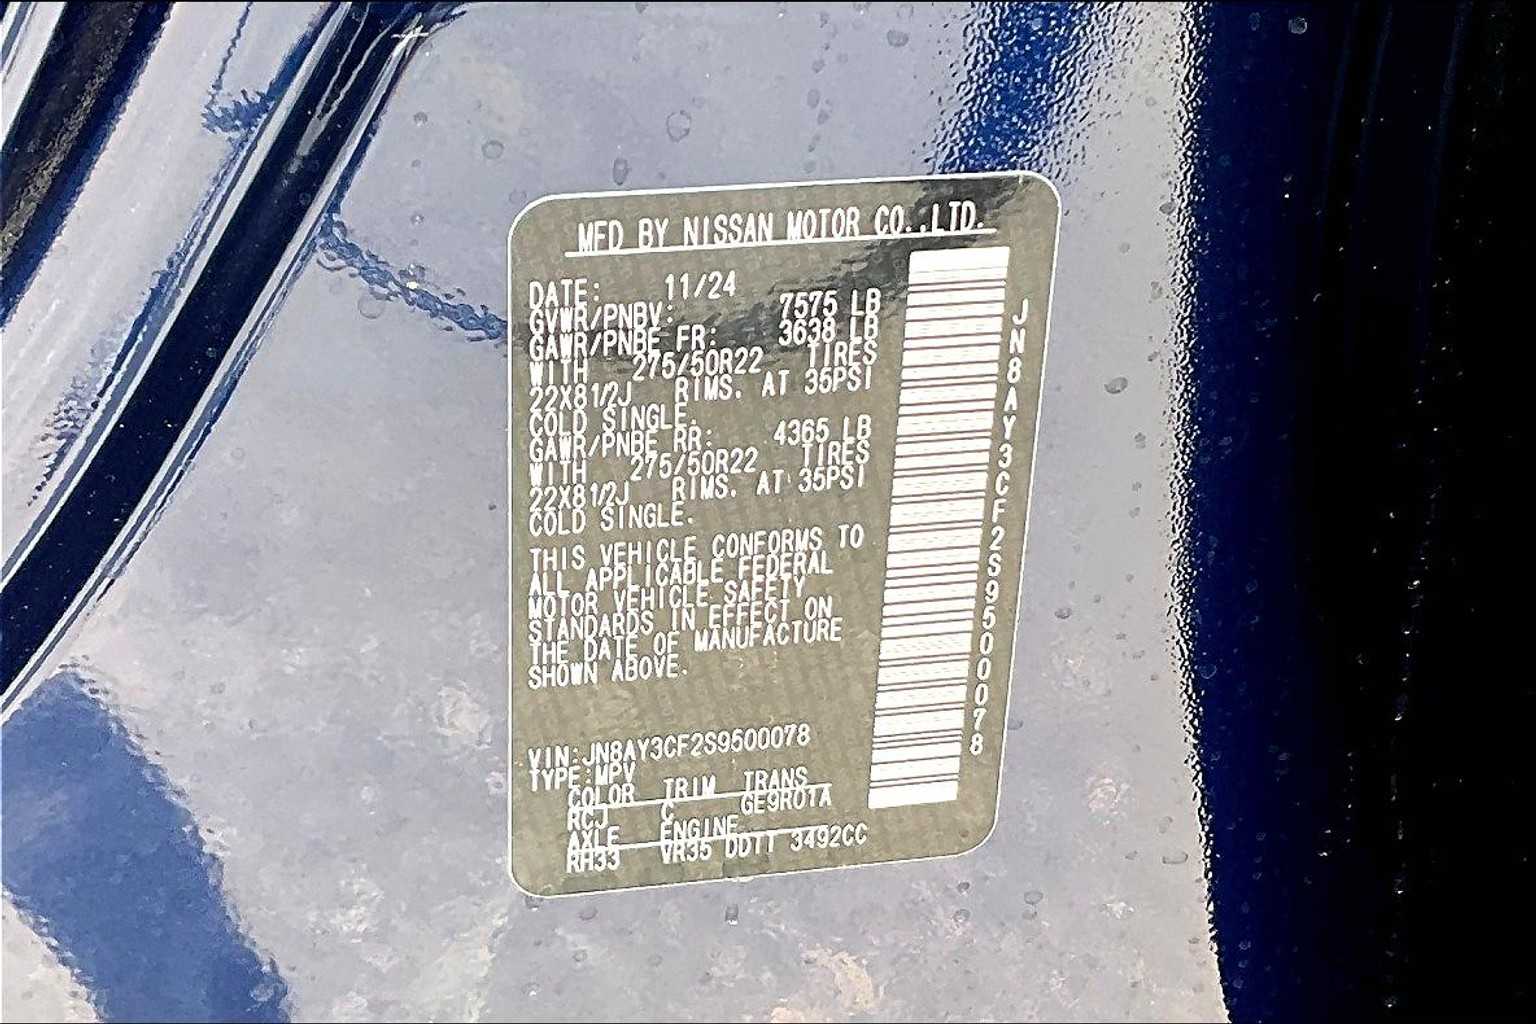 MFD BY NISSAN MOTOR CO.,LTD.
DATE: 11/24
GVWR/PNBV: 7575 LB
GAWR/PNBE FR: 3638 LB
WITH 275/50R22 TIRES
22X81/2J RIMS. AT 35PSI
COLD SINGLE.
GAWR/PNBE RR: 4365 LB
WITH 275/50R22 TIRES
22X81/2J RIMS. AT 35PSI
COLD SINGLE.
THIS VEHICLE CONFORMS TO
ALL APPLICABLE FEDERAL
MOTOR VEHICLE SAFETY
STANDARDS IN EFFECT ON
THE DATE OF MANUFACTURE
SHOWN ABOVE.
VIN:JN8AY3CF2S9500078
TYPE:MPV
COLOR TRIM TRANS
RCJ C GE9R01A
AXLE ENGINE
RH33 VR35 DDTT 3492CC
JN8AY3CF2S9500078